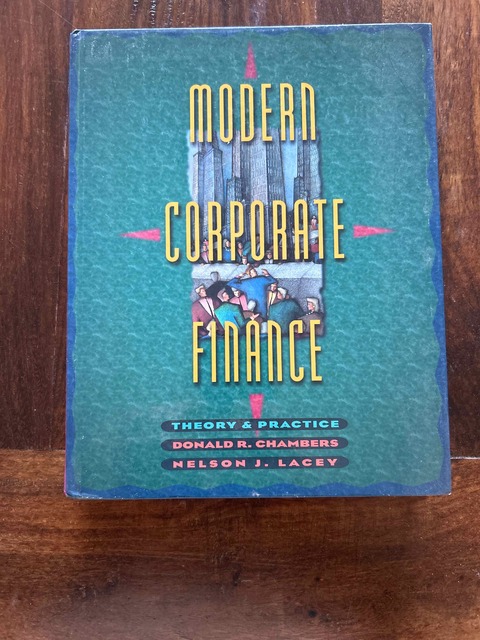 MODERN
CORPORATE
FINANCE
THEORY & PRACTICE
DONALD R. CHAMBERS
NELSON J. LACEY